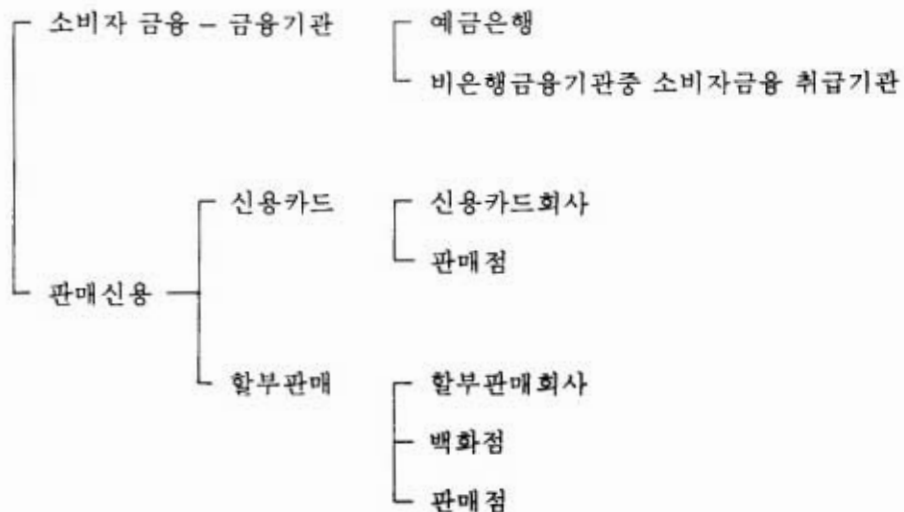 소비자 금융 – 금융기관 예금은행
비은행금융기관중 소비자금융 취급기관
신용카드 신용카드회사
판매점
판매신용
할부판매 할부판매회사
백화점
판매점